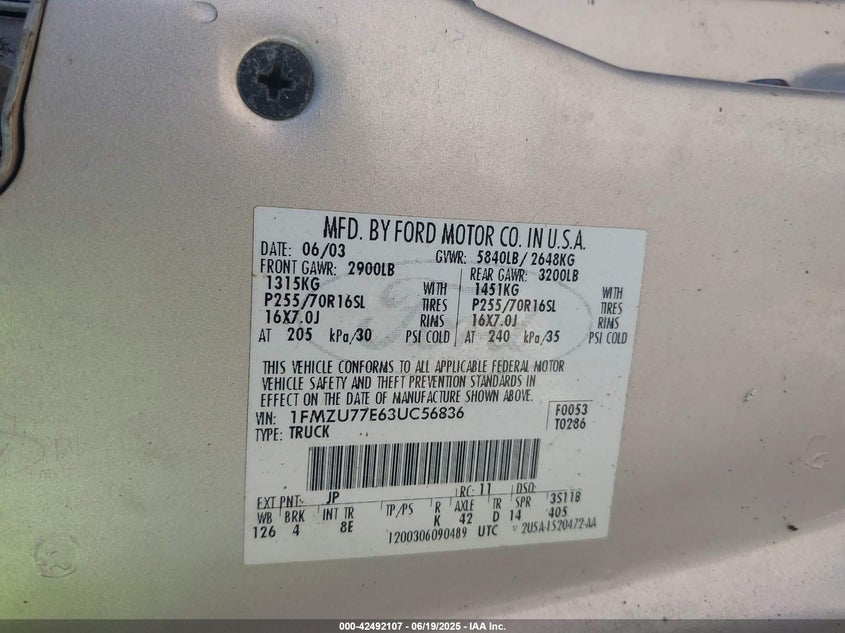 MFD. BY FORD MOTOR CO. IN U.S.A.
DATE: 06/03 GVWR: 5840LB/ 2648KG
FRONT GAWR: 2900LB REAR GAWR: 3200LB
1315KG WITH 1451KG WITH
P255/70R16SL TIRES P255/70R16SL TIRES
16X7.0J RIMS 16X7.0J RIMS
AT 205 kPa/30 PSI COLD AT 240 kPa/35 PSI COLD
THIS VEHICLE CONFORMS TO ALL APPLICABLE FEDERAL MOTOR
VEHICLE SAFETY AND THEFT PREVENTION STANDARDS IN
EFFECT ON THE DATE OF MANUFACTURE SHOWN ABOVE.
VIN: 1FMZU77E63UC56836 F0053
TYPE: TRUCK T0286
EXT PNT: JP RC: 11 DSO: 3S118
WB BRK INT TR TP/PS R AXLE TR SPR 405
126 4 8E K 42 D 14
1200306090489 UTC 2U5A-1520472-AA
000-42492107 - 06/19/2025 - IAA Inc.